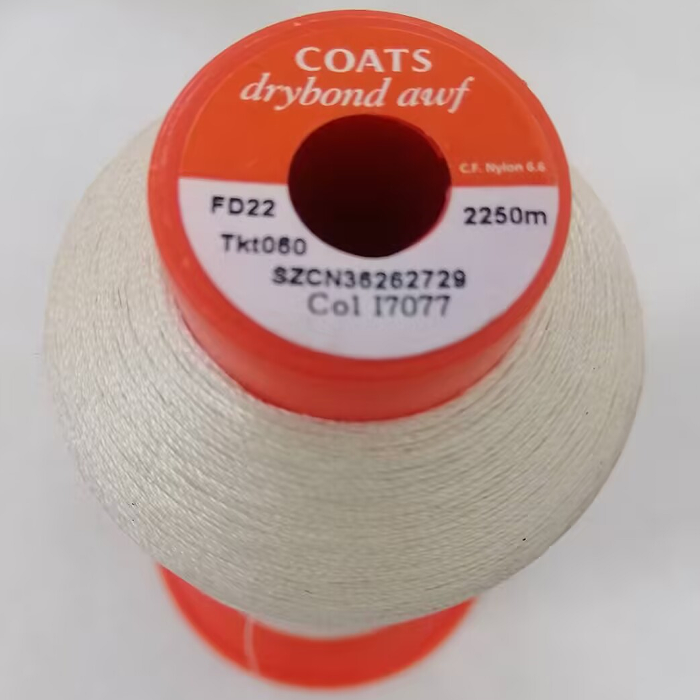 COATS
drybond awf
C.F. Nylon 6.6
FD22
2250m
Tkt060
SZCN36262729
Col I7077